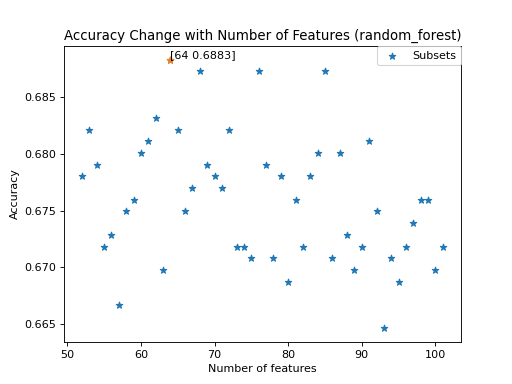 Accuracy Change with Number of Features (random_forest)
[64 0.6883]
Subsets
0.685
0.680
0.675
0.670
0.665
Accuracy
50 60 70 80 90 100
Number of features